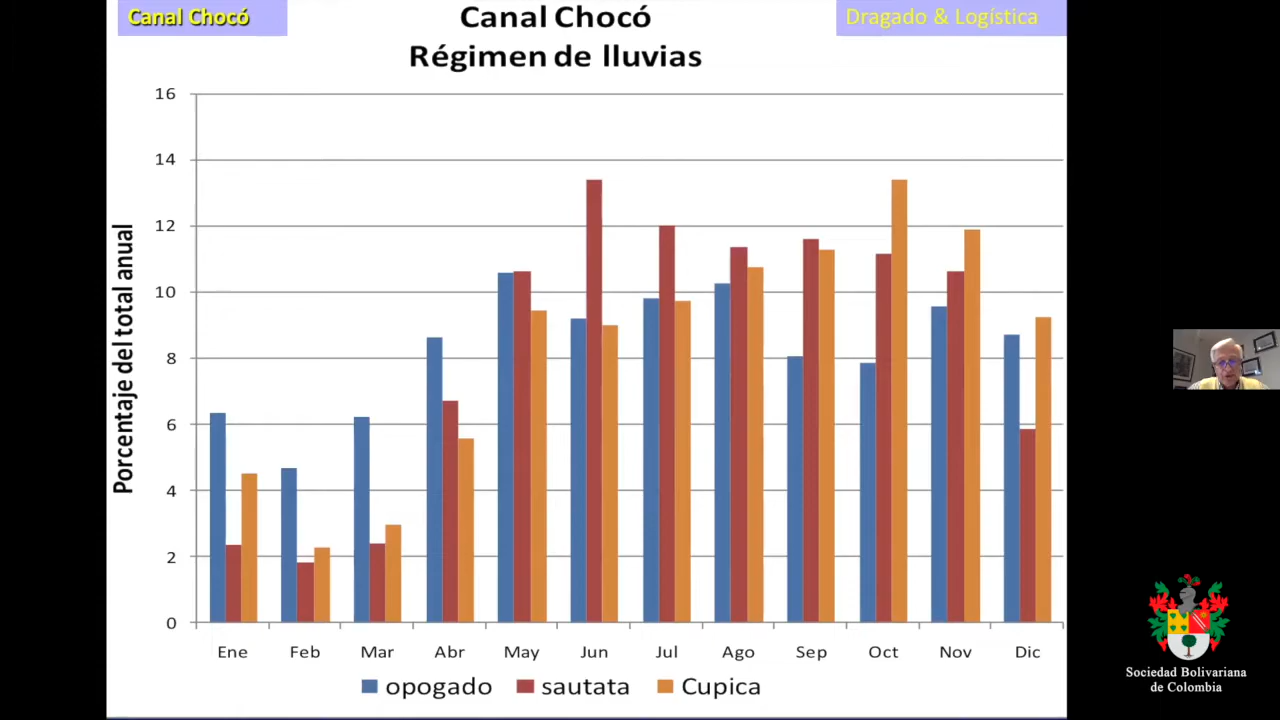 Canal Chocó
Canal Chocó
Dragado & Logística
Régimen de lluvias
Porcentaje del total anual
16
14
12
10
8
6
4
2
0
Ene Feb Mar Abr May Jun Jul Ago Sep Oct Nov Dic
opogado sautata Cupica
Sociedad Bolivariana
de Colombia